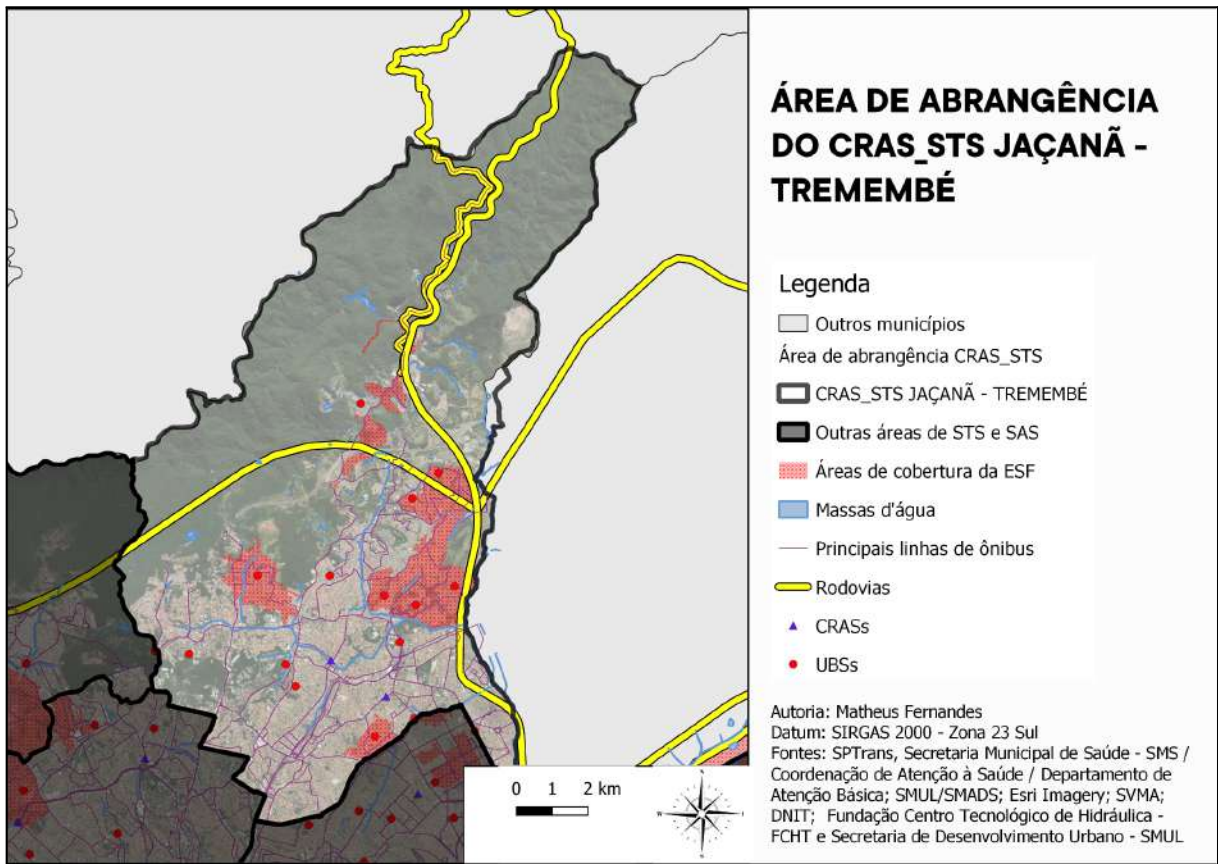 ÁREA DE ABRANGÊNCIA
DO CRAS_STS JAÇANÃ -
TREMEMBÉ
Legenda
Outros municípios
Área de abrangência CRAS_STS
CRAS_STS JAÇANÃ - TREMEMBÉ
Outras áreas de STS e SAS
Áreas de cobertura da ESF
Massas d'água
Principais linhas de ônibus
Rodovias
CRASs
UBSs
Autoria: Matheus Fernandes
Datum: SIRGAS 2000 - Zona 23 Sul
Fontes: SPTrans, Secretaria Municipal de Saúde - SMS /
Coordenação de Atenção à Saúde / Departamento de
Atenção Básica; SMUL/SMADS; Esri Imagery; SVMA;
DNIT; Fundação Centro Tecnológico de Hidráulica -
FCHT e Secretaria de Desenvolvimento Urbano - SMUL
0 1 2 km